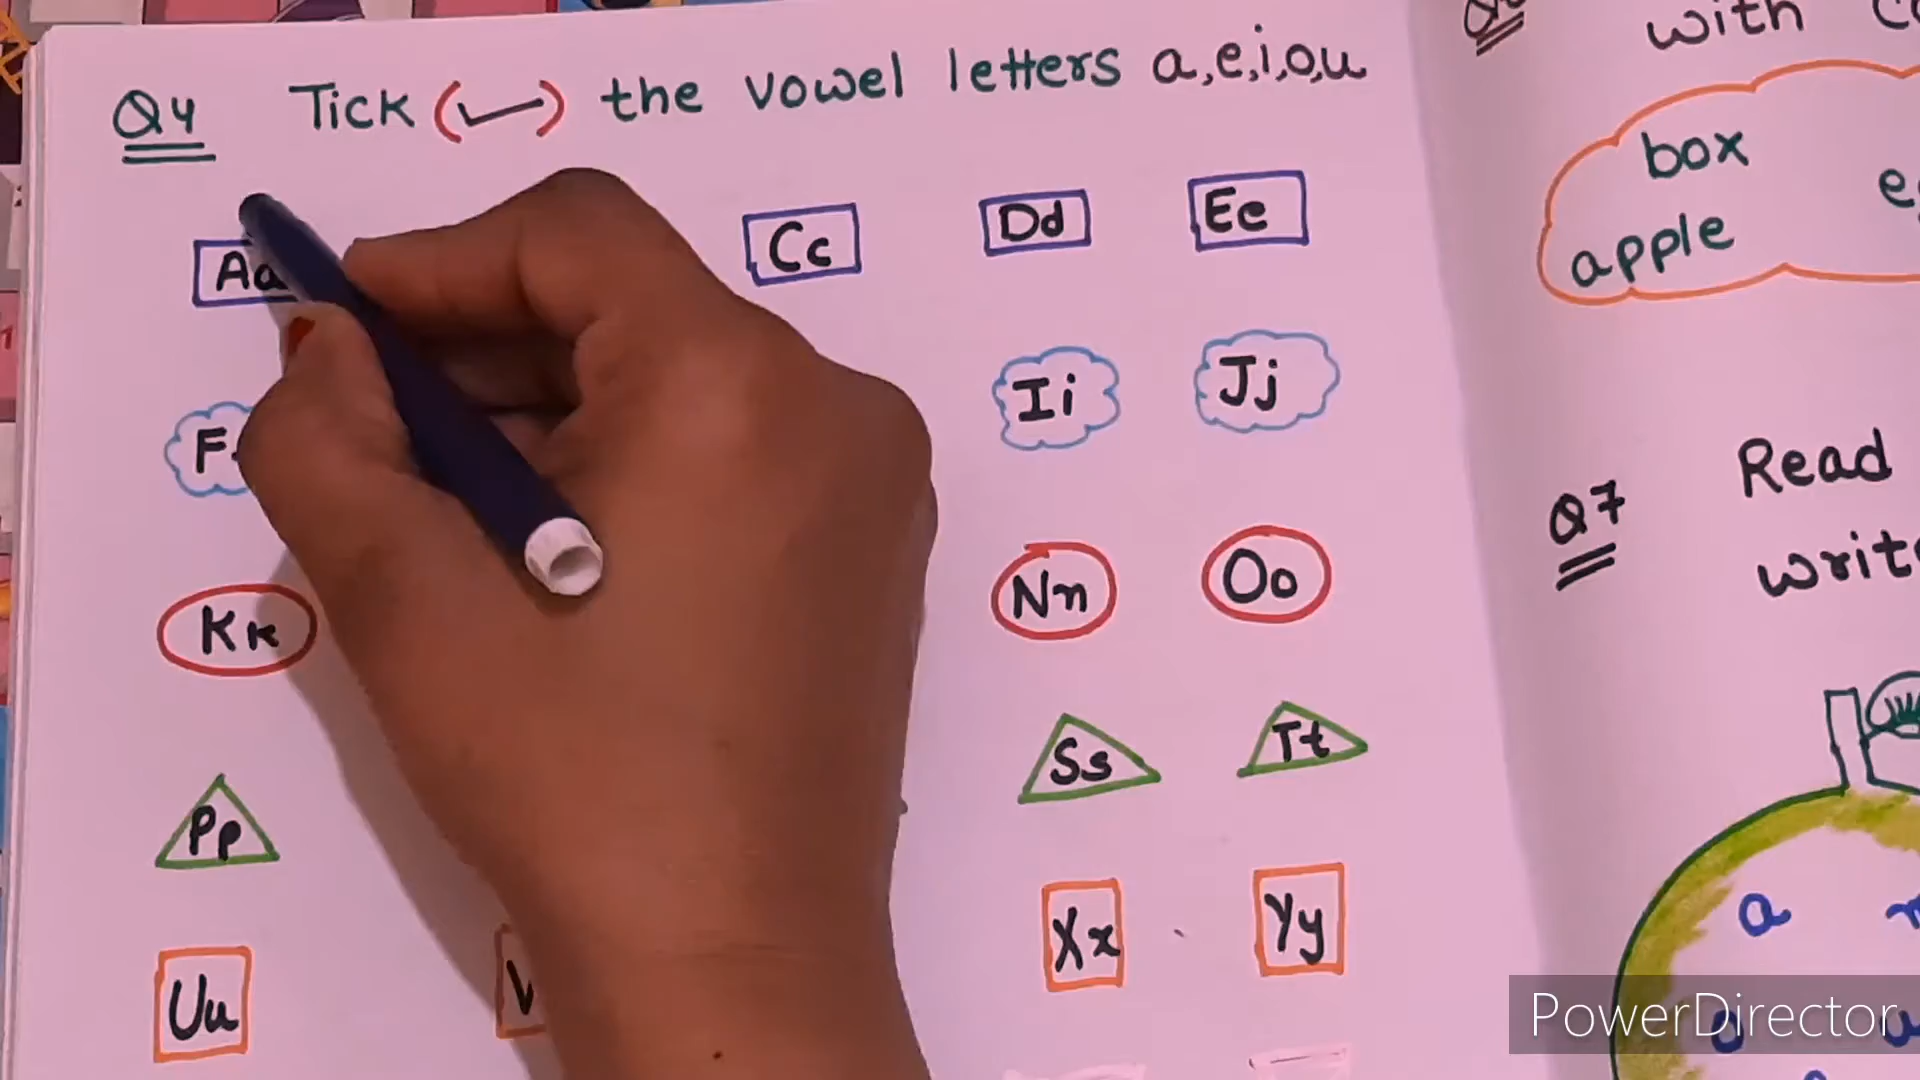 Q4 Tick (✓) the vowel letters a,e,i,o,u
Aa Cc Dd Ee
Ii Jj
Kk Nn Oo
Pp Ss Tt
Uu Xx Yy
with
box
apple
Q7 Read
a
PowerDirector